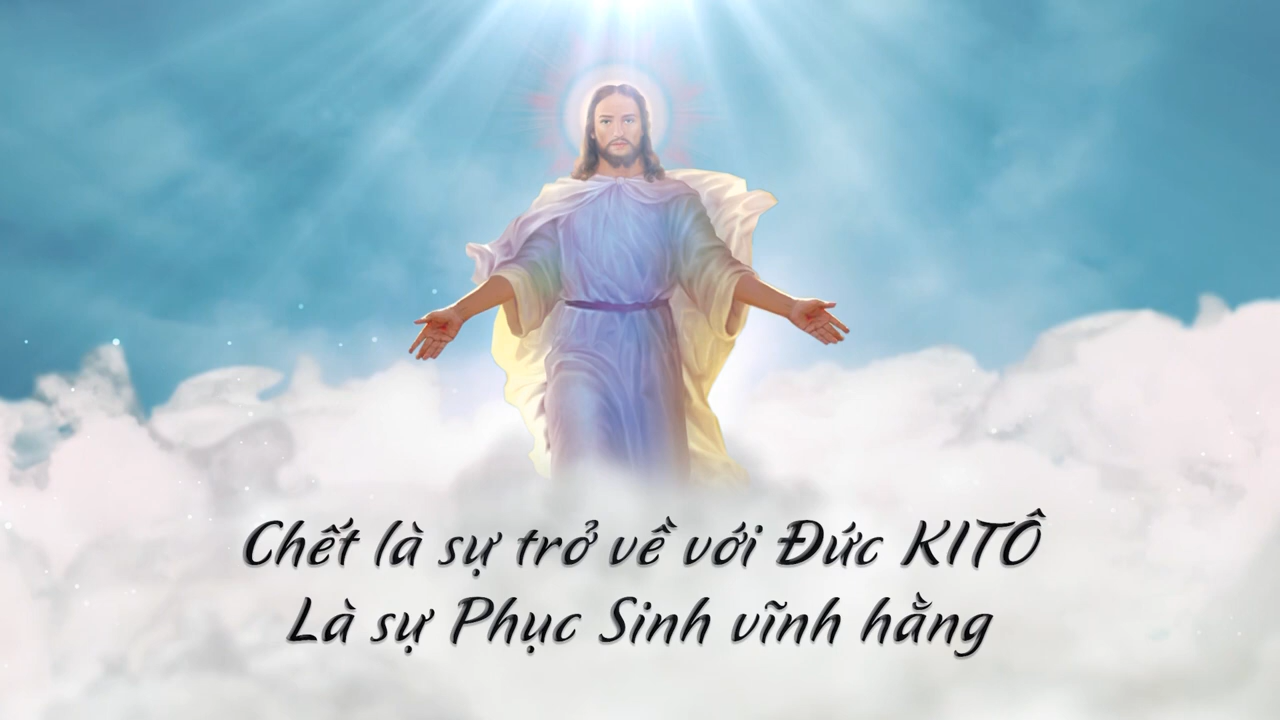 Chết là sự trở về với Đức KITÔ
Là sự Phục Sinh vĩnh hằng